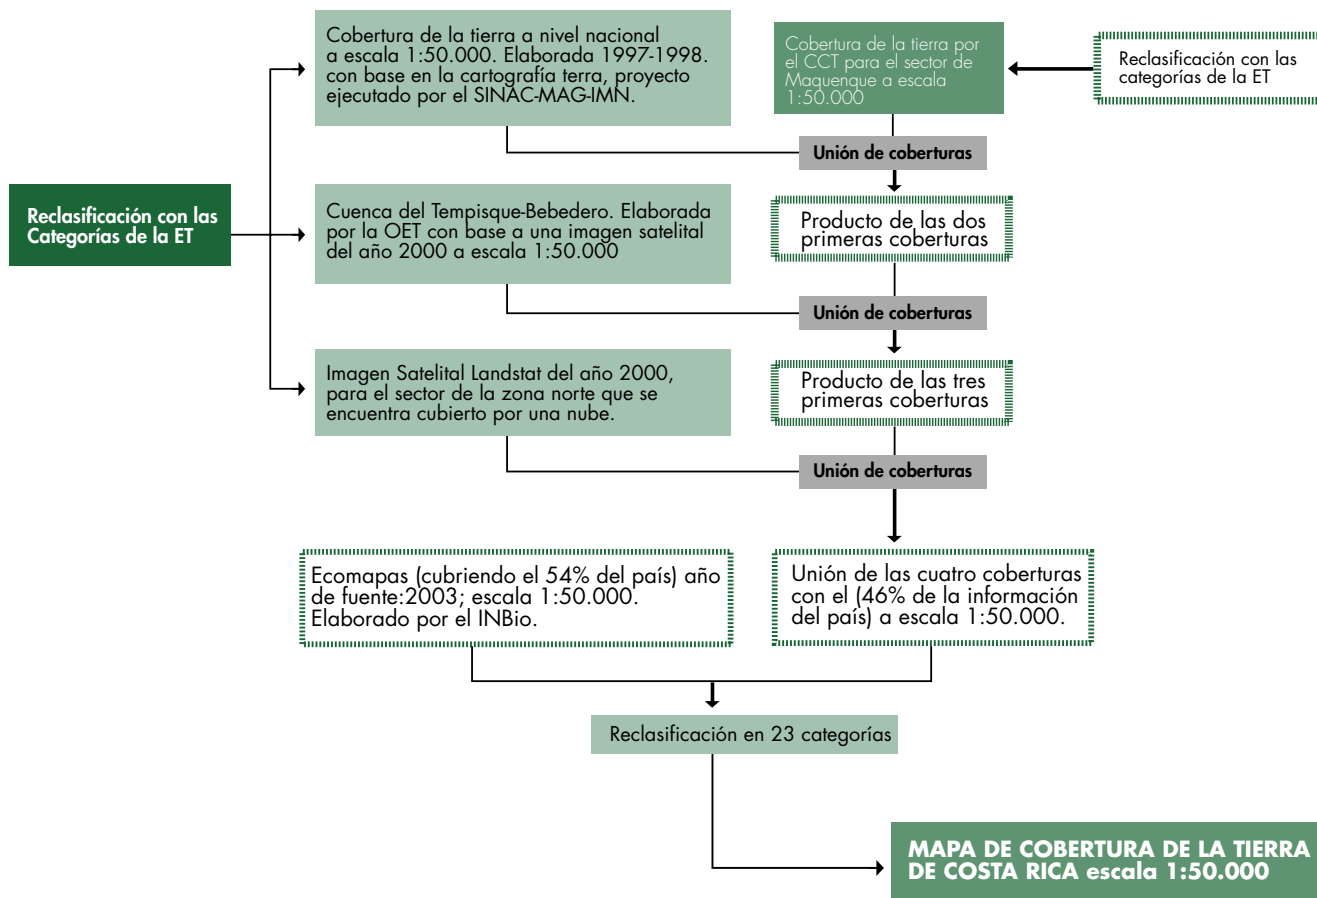 Cobertura de la tierra a nivel nacional
a escala 1:50.000. Elaborada 1997-1998.
con base en la cartografía terra, proyecto
ejecutado por el SINAC-MAG-IMN.
Cobertura de la tierra por
el CCT para el sector de
Maquenque a escala
1:50.000
Reclasificación con las
categorías de la ET
Unión de coberturas
Reclasificación con las
Categorías de la ET
Cuenca del Tempisque-Bebedero. Elaborada
por la OET con base a una imagen satelital
del año 2000 a escala 1:50.000
Producto de las dos
primeras coberturas
Unión de coberturas
Imagen Satelital Landstat del año 2000,
para el sector de la zona norte que se
encuentra cubierto por una nube.
Producto de las tres
primeras coberturas
Unión de coberturas
Ecomapas (cubriendo el 54% del país) año
de fuente:2003; escala 1:50.000.
Elaborado por el INBio.
Unión de las cuatro coberturas
con el (46% de la información
del país) a escala 1:50.000.
Reclasificación en 23 categorías
MAPA DE COBERTURA DE LA TIERRA
DE COSTA RICA escala 1:50.000